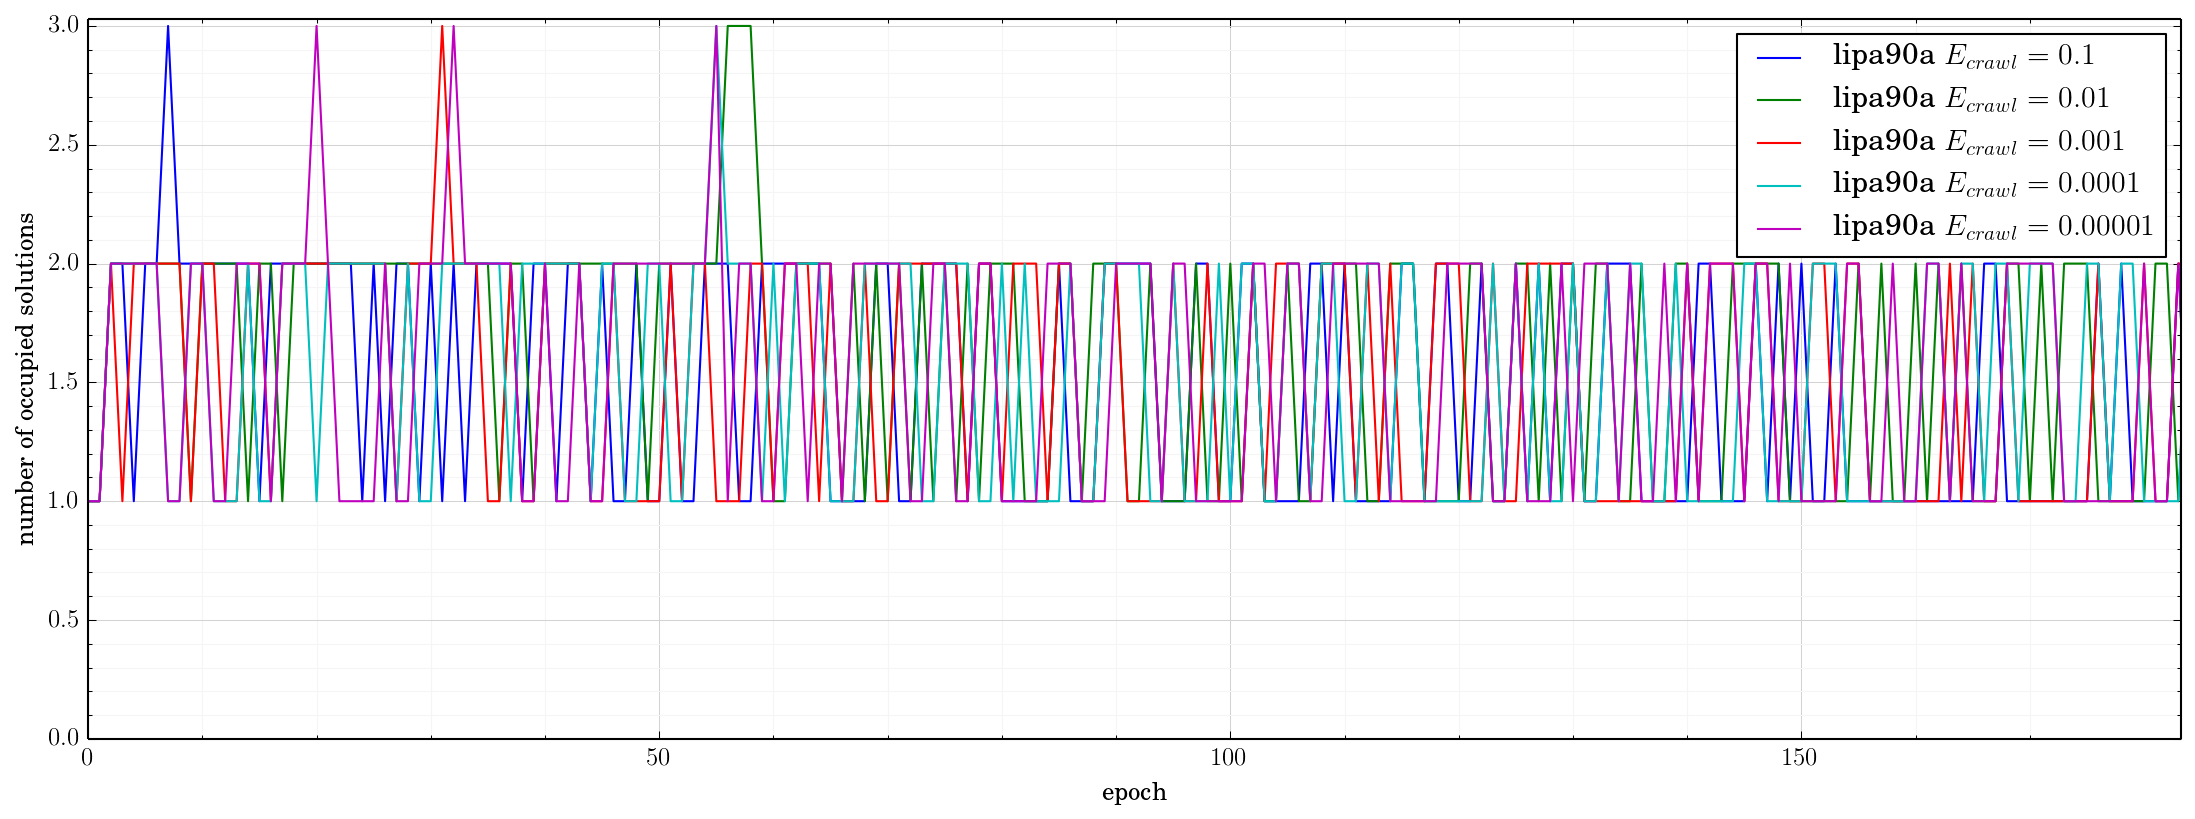 3.0
2.5
2.0
1.5
1.0
0.5
0.0
number of occupied solutions
0
50
100
150
epoch
lipa90a E_crawl = 0.1
lipa90a E_crawl = 0.01
lipa90a E_crawl = 0.001
lipa90a E_crawl = 0.0001
lipa90a E_crawl = 0.00001